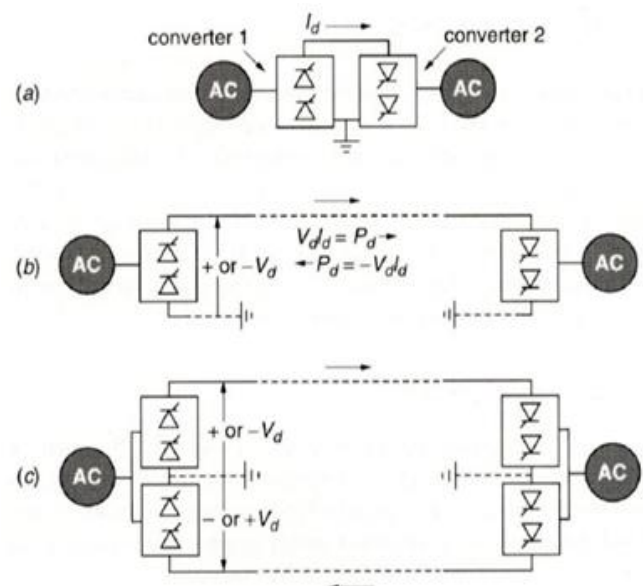 I_d
converter 1
converter 2
(a)
AC
AC
(b)
AC
V_dI_d = P_d
+ or −V_d
P_d = −V_dI_d
AC
(c)
+ or −V_d
AC
AC
− or +V_d